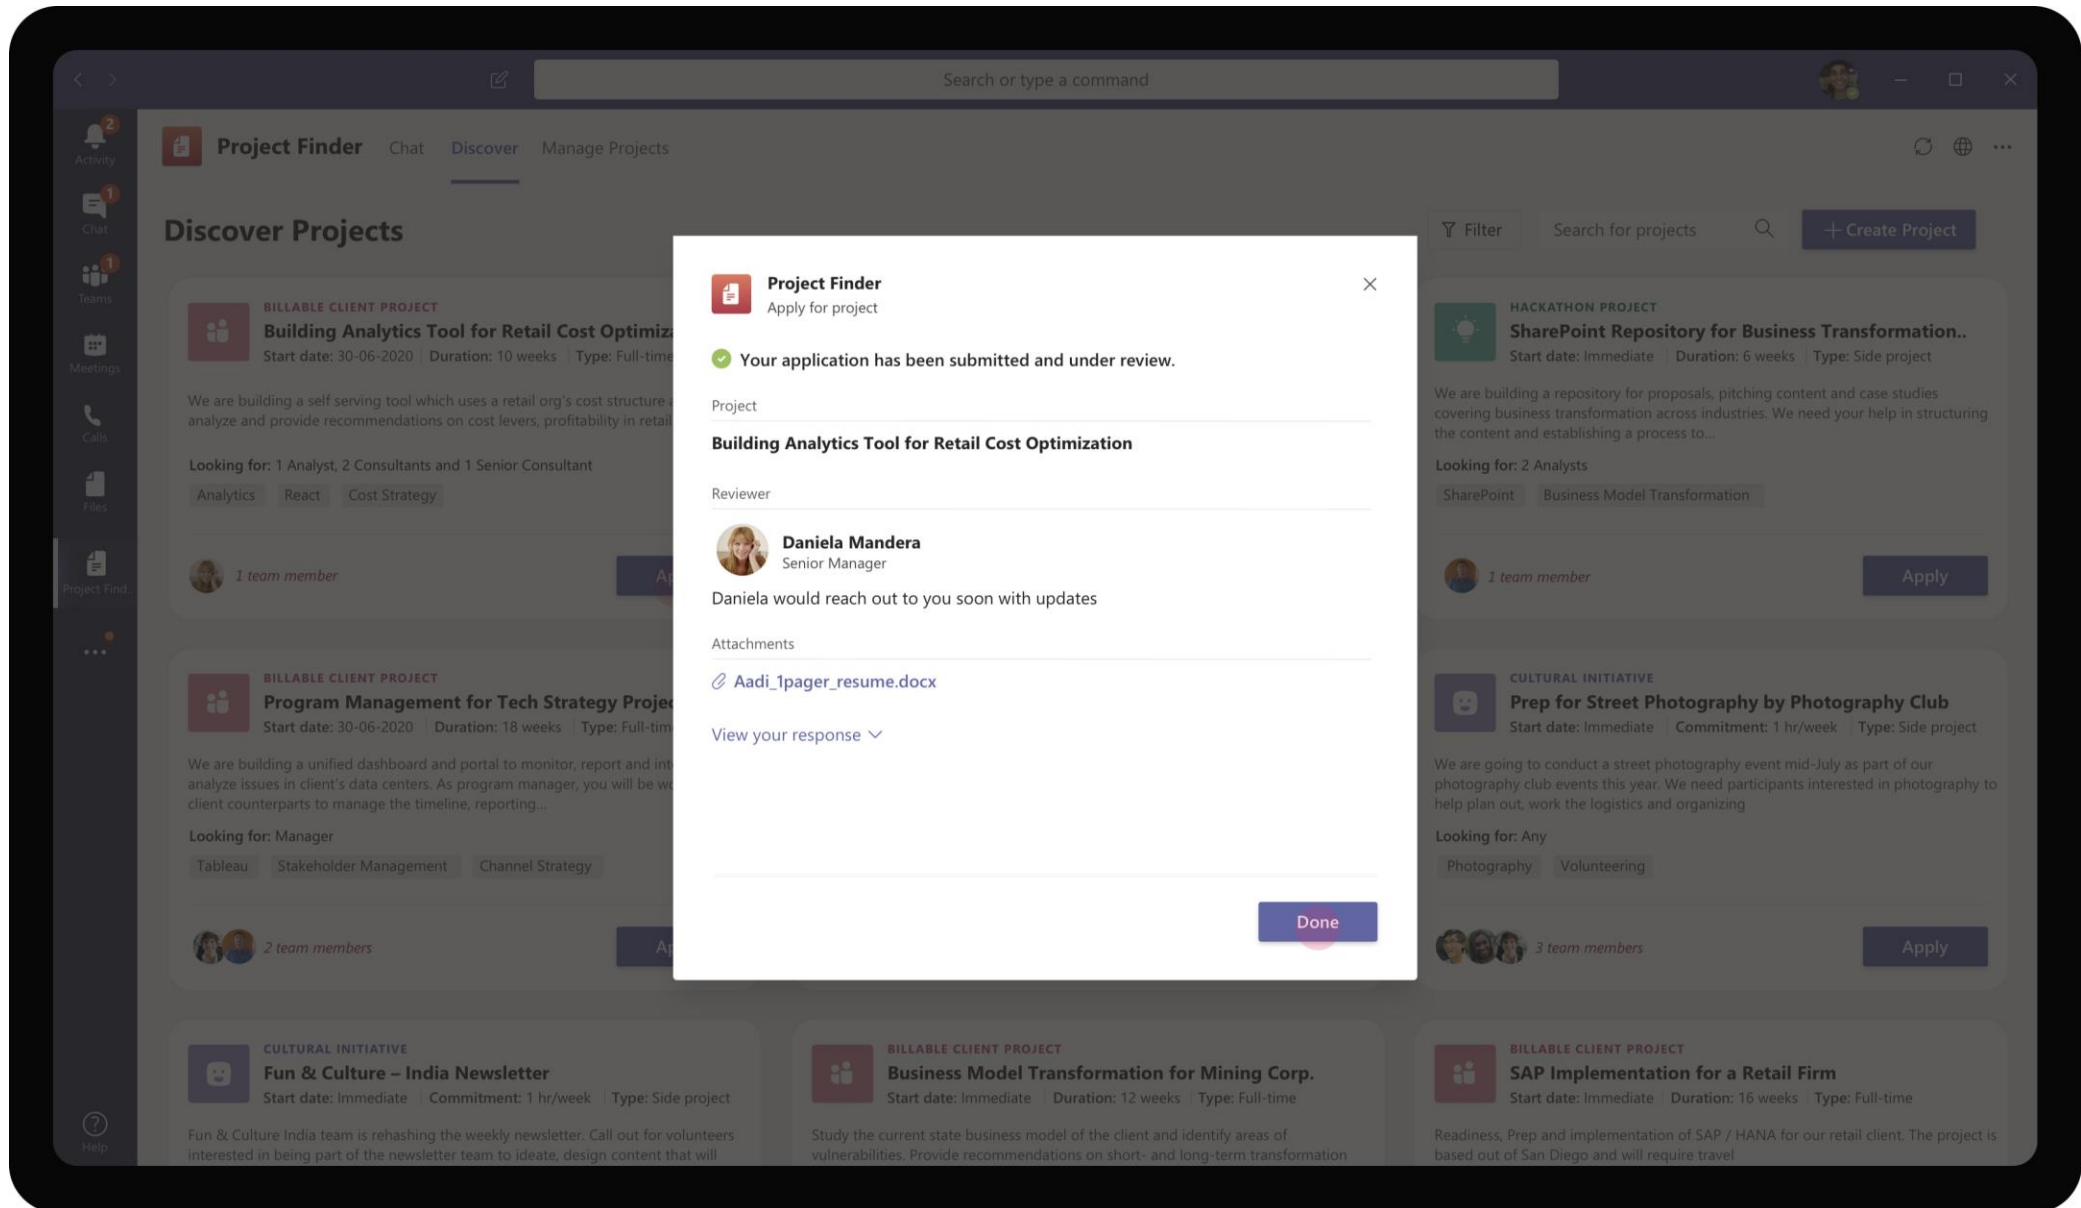 Search or type a command
2
Activity
1
Chat
1
Teams
Meetings
Calls
Files
Project Find..
Help
Project Finder
Chat
Discover
Manage Projects
Discover Projects
Filter
Search for projects
Create Project
BILLABLE CLIENT PROJECT
Building Analytics Tool for Retail Cost
Start date: 30-06-2020
Duration: 10 weeks
Type: Full-time
We are building a self serving tool which uses a retail org's cost structure
analyze and provide recommendations on cost levers, profitability in retail
Looking for: 1 Analyst, 2 Consultants and 1 Senior Consultant
Analytics
React
Cost Strategy
1 team member
Project Finder
Apply for project
Your application has been submitted and under review.
Project
Building Analytics Tool for Retail Cost Optimization
Reviewer
Daniela Mandera
Senior Manager
Daniela would reach out to you soon with updates
Attachments
Aadi_1pager_resume.docx
View your response
Done
HACKATHON PROJECT
SharePoint Repository for Business Transformation..
Start date: Immediate
Duration: 6 weeks
Type: Side project
We are building a repository for proposals, pitching content and case studies
covering business transformation across industries. We need your help in structuring
the content and establishing a process to...
Looking for: 2 Analysts
SharePoint
Business Model Transformation
1 team member
Apply
BILLABLE CLIENT PROJECT
Program Management for Tech Strategy
Start date: 30-06-2020
Duration: 18 weeks
Type:
We are building a unified dashboard and portal to monitor, report and
analyze issues in client's data centers. As program manager, you will be
client counterparts to manage the timeline, reporting...
Looking for: Manager
Tableau
Stakeholder Management
Channel Strategy
2 team members
CULTURAL INITIATIVE
Prep for Street Photography by Photography Club
Start date: Immediate
Commitment: 1 hr/week
Type: Side project
We are going to conduct a street photography event mid-July as part of our
photography club events this year. We need participants interested in photography to
help plan out, work the logistics and organizing
Looking for: Any
Photography
Volunteering
3 team members
Apply
CULTURAL INITIATIVE
Fun & Culture – India Newsletter
Start date: Immediate
Commitment: 1 hr/week
Type: Side project
Fun & Culture India team is rehashing the weekly newsletter. Call out for volunteers
interested in being part of the newsletter team to ideate, design content that will
BILLABLE CLIENT PROJECT
Business Model Transformation for Mining Corp.
Start date: Immediate
Duration: 12 weeks
Type: Full-time
Study the current state business model of the client and identify areas of
vulnerabilities. Provide recommendations on short- and long-term transformation
BILLABLE CLIENT PROJECT
SAP Implementation for a Retail Firm
Start date: Immediate
Duration: 16 weeks
Type: Full-time
Readiness, Prep and implementation of SAP / HANA for our retail client. The project is
based out of San Diego and will require travel